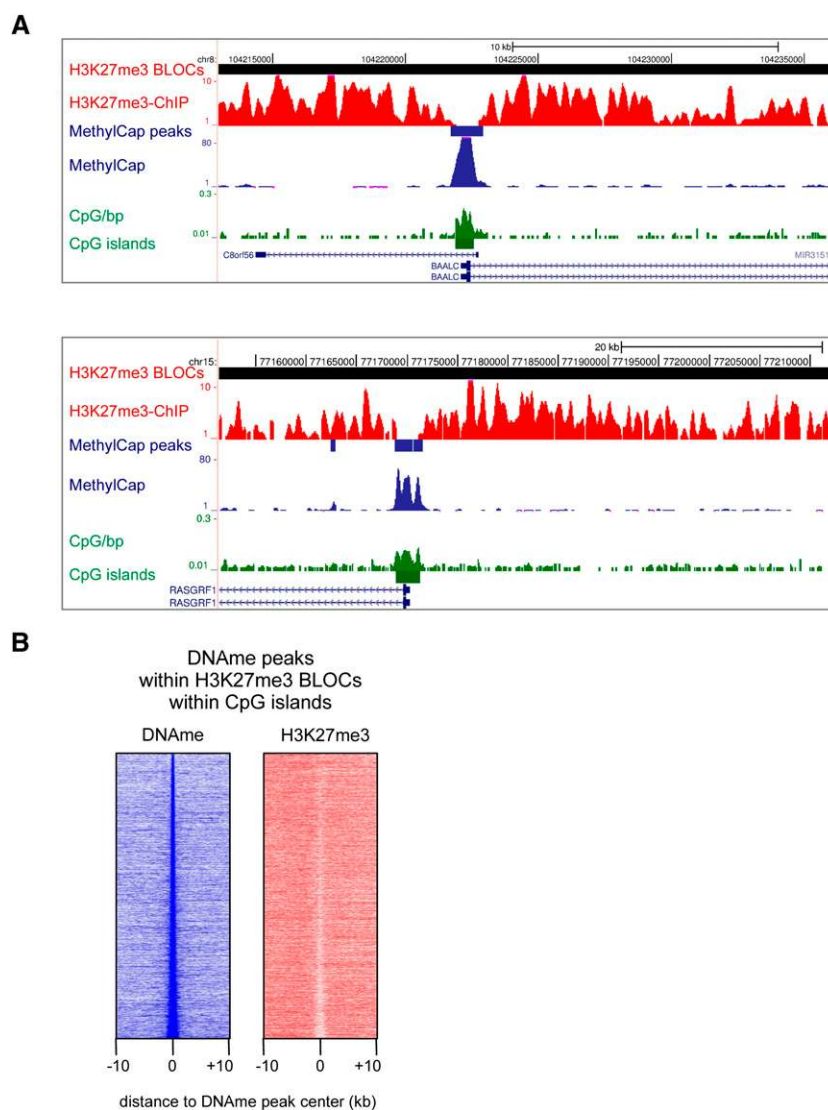 A
10 kb
chr8: 104215000 104220000 104225000 104230000 104235000
H3K27me3 BLOCs
10
H3K27me3-ChIP
1
MethylCap peaks
80
MethylCap
1
0.3
CpG/bp
0.01
CpG islands
C8orf56 MIR3151
BAALC
BAALC
20 kb
chr15: 77160000 77165000 77170000 77175000 77180000 77185000 77190000 77195000 77200000 77205000 77210000
H3K27me3 BLOCs
10
H3K27me3-ChIP
1
MethylCap peaks
80
MethylCap
1
0.3
CpG/bp
0.01
CpG islands
RASGRF1
RASGRF1
B
DNAme peaks
within H3K27me3 BLOCs
within CpG islands
DNAme H3K27me3
-10 0 +10 -10 0 +10
distance to DNAme peak center (kb)